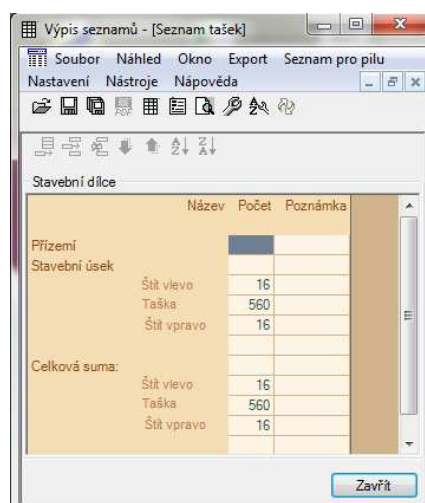 Výpis seznamů - [Seznam tašek]
Soubor Náhled Okno Export Seznam pro pilu
Nastavení Nástroje Nápověda
PDF
Stavební dílce
Název Počet Poznámka
Přízemí
Stavební úsek
Štít vlevo 16
Taška 560
Štít vpravo 16
Celková suma:
Štít vlevo 16
Taška 560
Štít vpravo 16
Zavřít